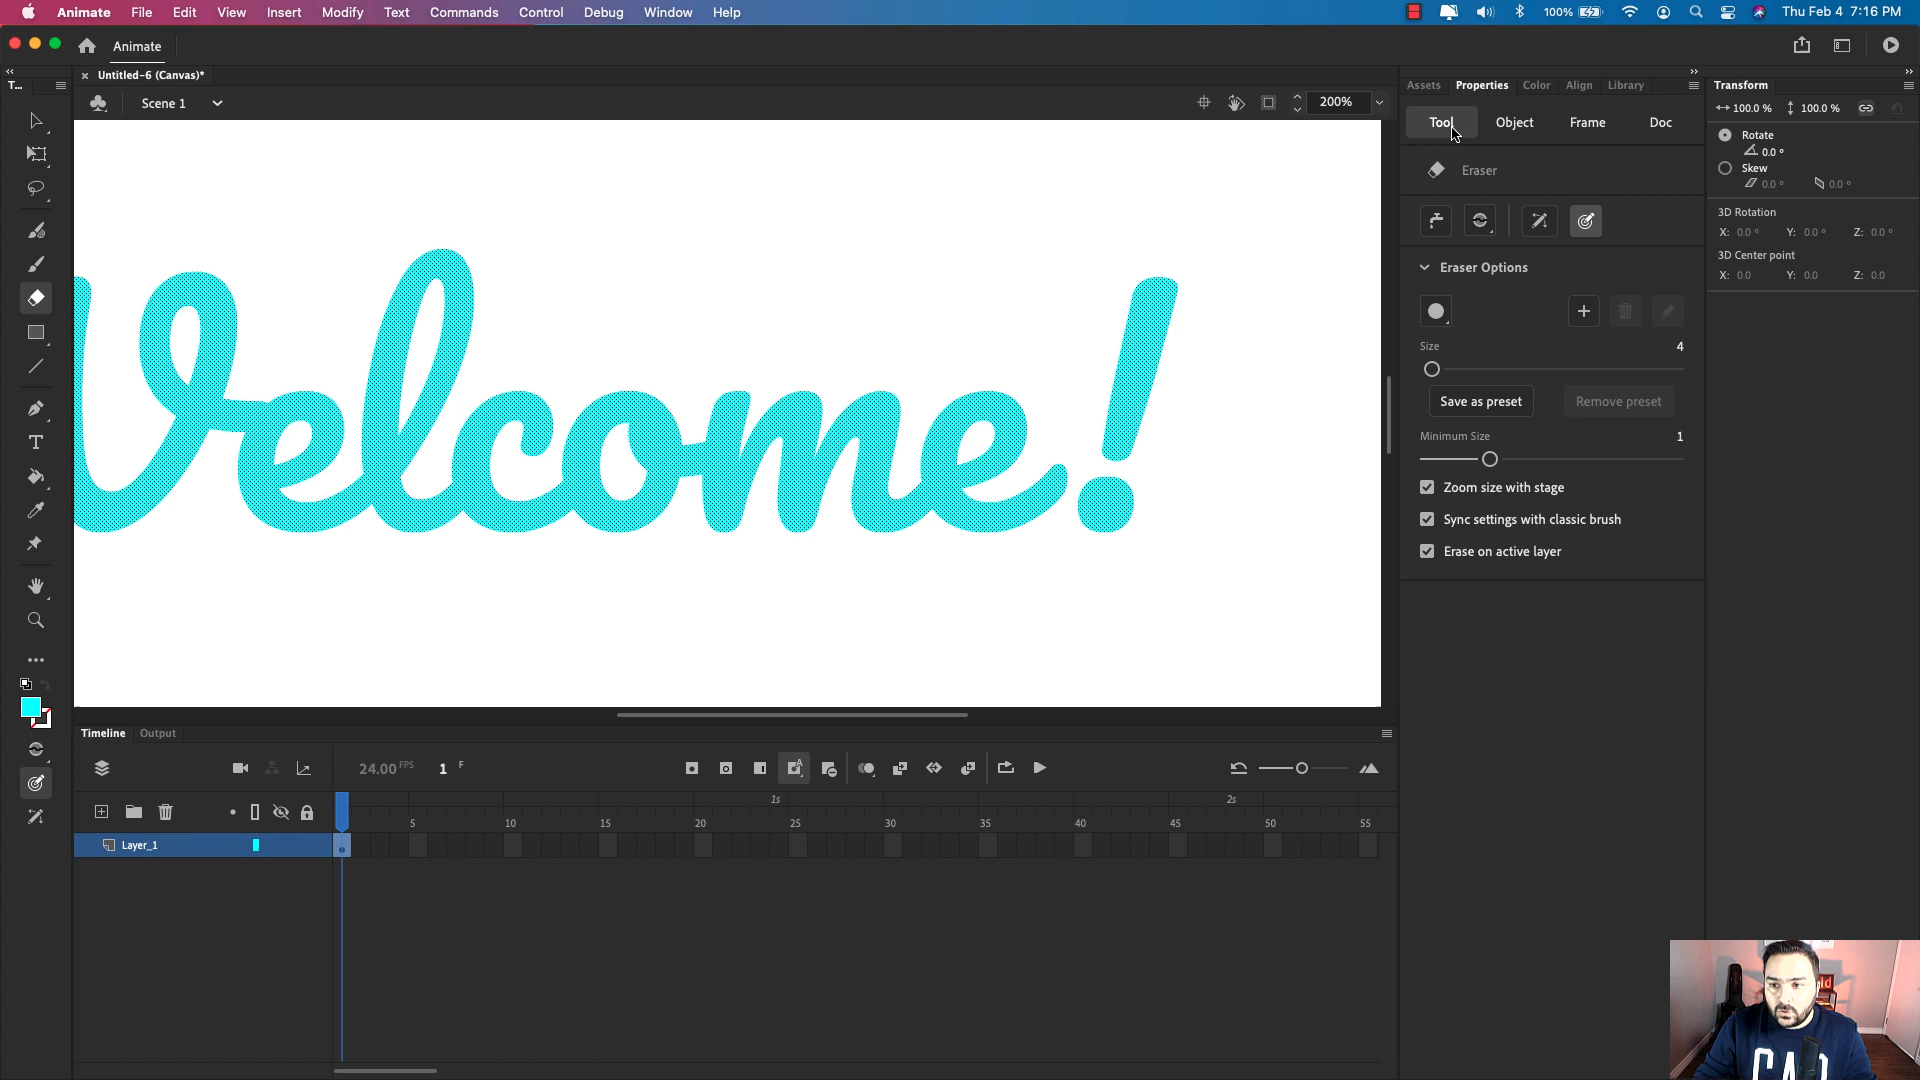 Animate File Edit View Insert Modify Text Commands Control Debug Window Help 100% Thu Feb 4 7:16 PM
Animate
T... Untitled-6 (Canvas)* Assets Properties Color Align Library Transform
Scene 1 200% 100.0 % 100.0 %
Tool Object Frame Doc
Rotate
0.0 °
Eraser
Skew
0.0 ° 0.0 °
3D Rotation
X: 0.0 ° Y: 0.0 ° Z: 0.0 °
3D Center point
X: 0.0 Y: 0.0 Z: 0.0
Eraser Options
Size 4
Save as preset Remove preset
Minimum Size 1
Zoom size with stage
Sync settings with classic brush
Erase on active layer
Welcome!
T
Timeline Output
24.00 FPS 1 F
1s 2s
5 10 15 20 25 30 35 40 45 50 55
Layer_1